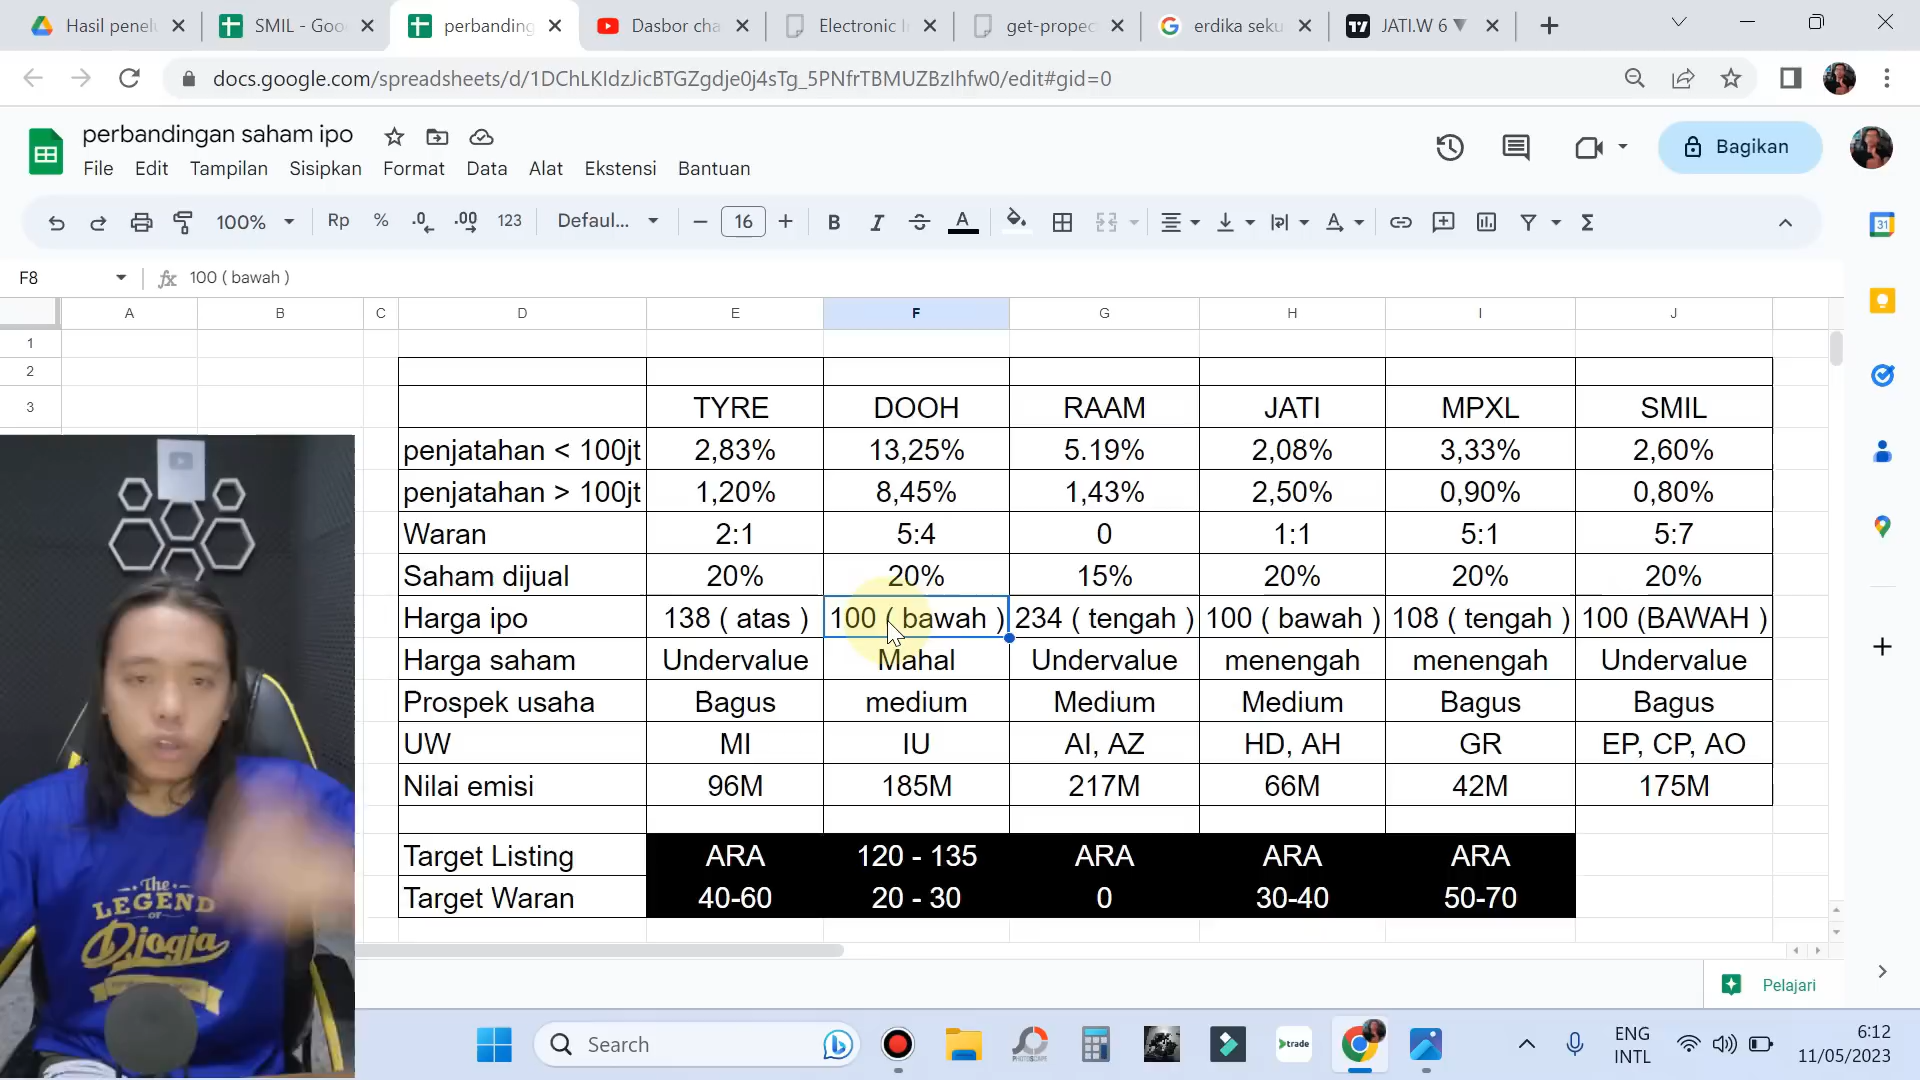 Hasil penel
SMIL - Goo
perbanding
Dasbor cha
Electronic I
get-propec
erdika seku
JATI.W 6 ▼
docs.google.com/spreadsheets/d/1DChLKIdzJicBTGZgdje0j4sTg_5PNfrTBMUZBzIhfw0/edit#gid=0
perbandingan saham ipo
File Edit Tampilan Sisipkan Format Data Alat Ekstensi Bantuan
Bagikan
100% Rp % .0 .00 123 Defaul... 16 B I A
F8 fx 100 ( bawah )
A B C D E F G H I J
1
2
3 TYRE DOOH RAAM JATI MPXL SMIL
penjatahan < 100jt 2,83% 13,25% 5.19% 2,08% 3,33% 2,60%
penjatahan > 100jt 1,20% 8,45% 1,43% 2,50% 0,90% 0,80%
Waran 2:1 5:4 0 1:1 5:1 5:7
Saham dijual 20% 20% 15% 20% 20% 20%
Harga ipo 138 ( atas ) 100 ( bawah ) 234 ( tengah ) 100 ( bawah ) 108 ( tengah ) 100 (BAWAH )
Harga saham Undervalue Mahal Undervalue menengah menengah Undervalue
Prospek usaha Bagus medium Medium Medium Bagus Bagus
UW MI IU AI, AZ HD, AH GR EP, CP, AO
Nilai emisi 96M 185M 217M 66M 42M 175M
Target Listing ARA 120 - 135 ARA ARA ARA
Target Waran 40-60 20 - 30 0 30-40 50-70
The
LEGEND
OF
Djogja
Pelajari
31
Search
PHOTOSCAPE
trade
ENG
INTL
6:12
11/05/2023